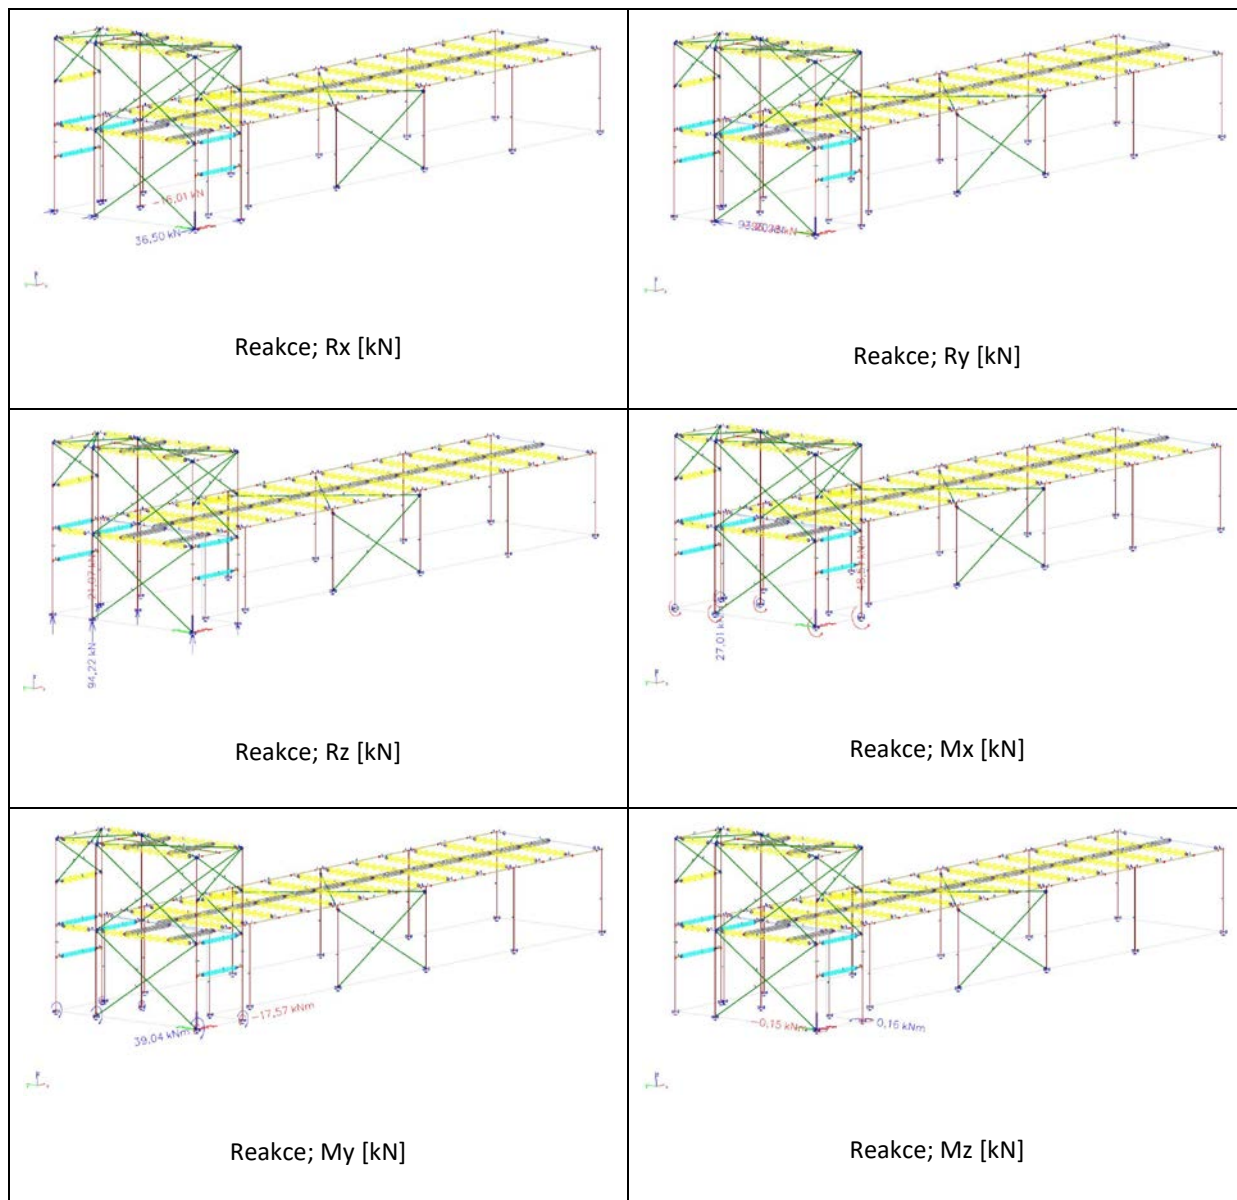 -16,01 kN
36,50 kN
Reakce; Rx [kN]
Reakce; Ry [kN]
94,22 kN
Reakce; Rz [kN]
27,01 kN
Reakce; Mx [kN]
-17,57 kNm
39,04 kNm
Reakce; My [kN]
-0,15 kNm
0,16 kNm
Reakce; Mz [kN]